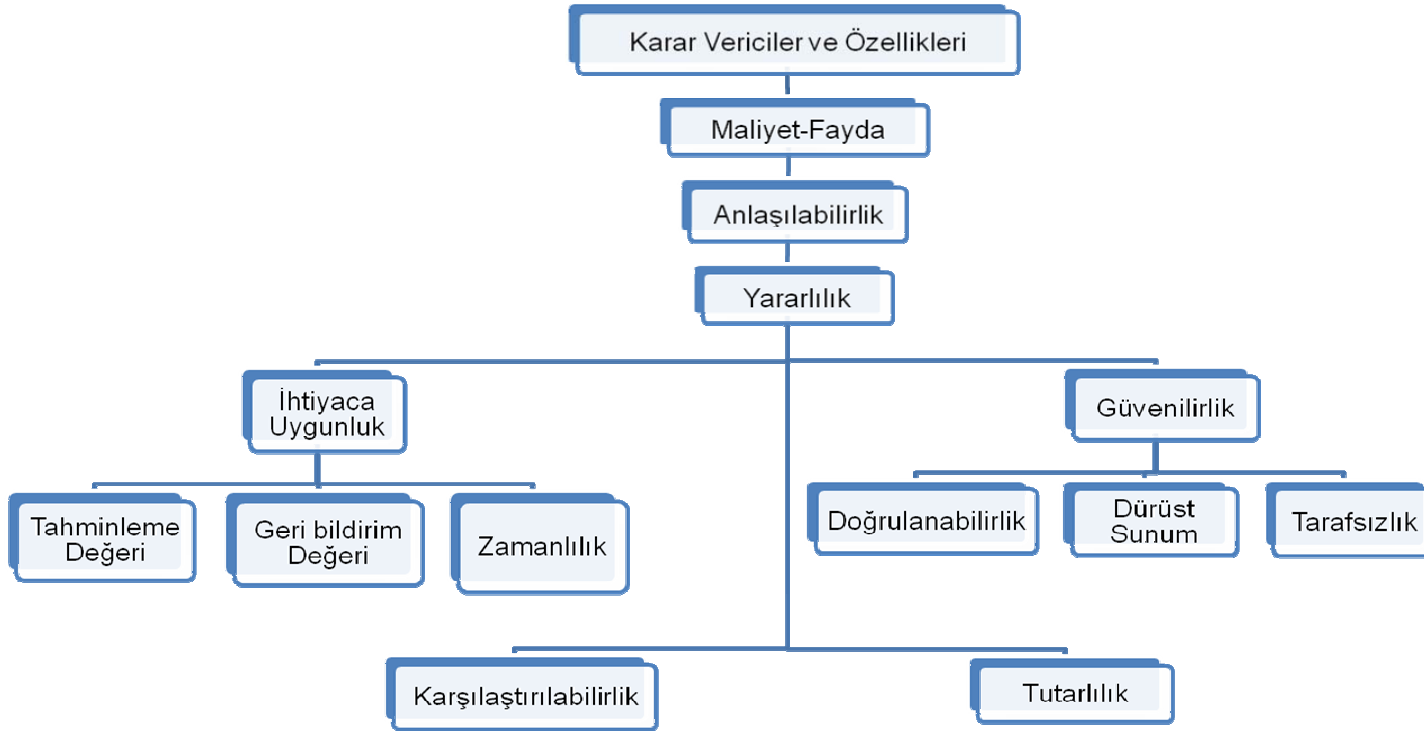 Karar Vericiler ve Özellikleri
Maliyet-Fayda
Anlaşılabilirlik
Yararlılık
İhtiyaca
Uygunluk
Güvenilirlik
Tahminleme
Değeri
Geri bildirim
Değeri
Zamanlılık
Doğrulanabilirlik
Dürüst
Sunum
Tarafsızlık
Karşılaştırılabilirlik
Tutarlılık